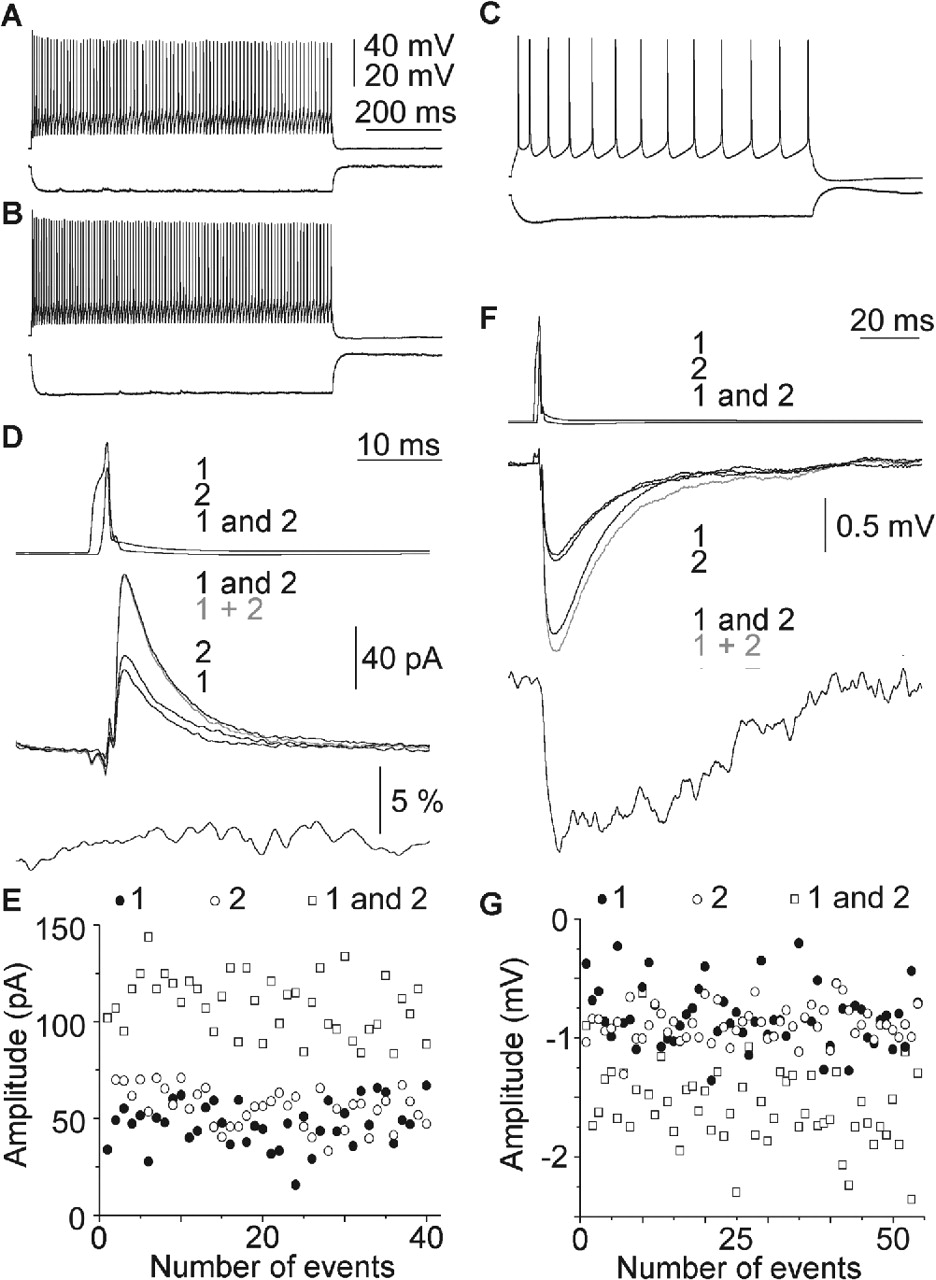 A
40 mV
20 mV
200 ms
B
C
D
10 ms
1
2
1 and 2
1 and 2
1 + 2
2
1
40 pA
5 %
F
20 ms
1
2
1 and 2
0.5 mV
1
2
1 and 2
1 + 2
E
1 2 1 and 2
150
100
50
0
Amplitude (pA)
0 20 40
Number of events
G
1 2 1 and 2
0
-1
-2
Amplitude (mV)
0 25 50
Number of events